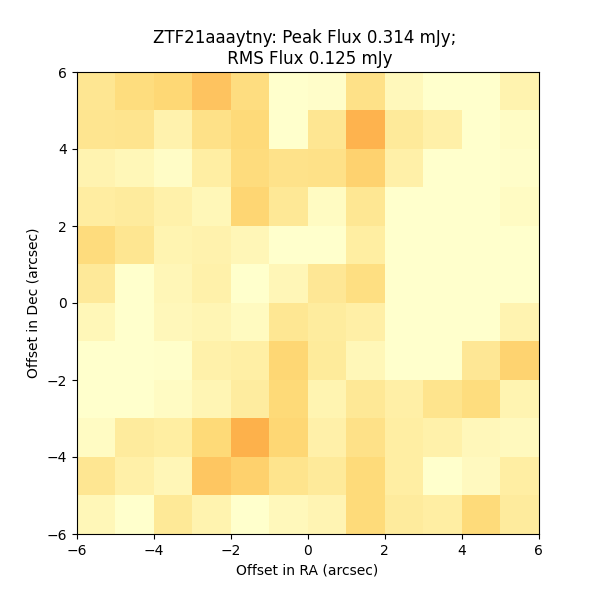 ZTF21aaaytny: Peak Flux 0.314 mJy;
RMS Flux 0.125 mJy
6
4
2
0
−2
−4
−6
Offset in Dec (arcsec)
−6 −4 −2 0 2 4 6
Offset in RA (arcsec)